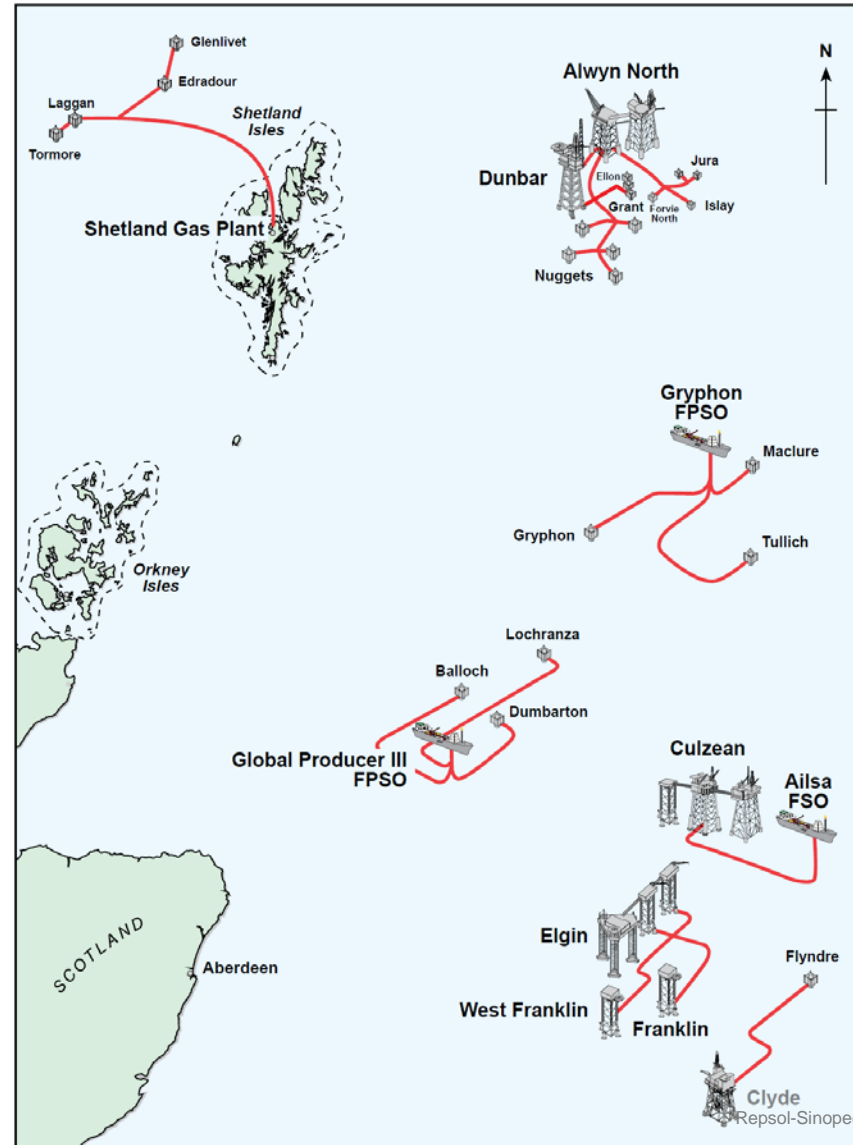 Glenlivet
Edradour
Laggan
Tormore
Shetland
Isles
Shetland Gas Plant
N
Alwyn North
Dunbar
Ellon
Grant
Forvie
North
Jura
Islay
Nuggets
Gryphon
FPSO
Maclure
Gryphon
Tullich
Orkney
Isles
Lochranza
Balloch
Dumbarton
Global Producer III
FPSO
Culzean
Ailsa
FSO
SCOTLAND
Aberdeen
Elgin
West Franklin
Franklin
Flyndre
Clyde
Repsol-Sinopec